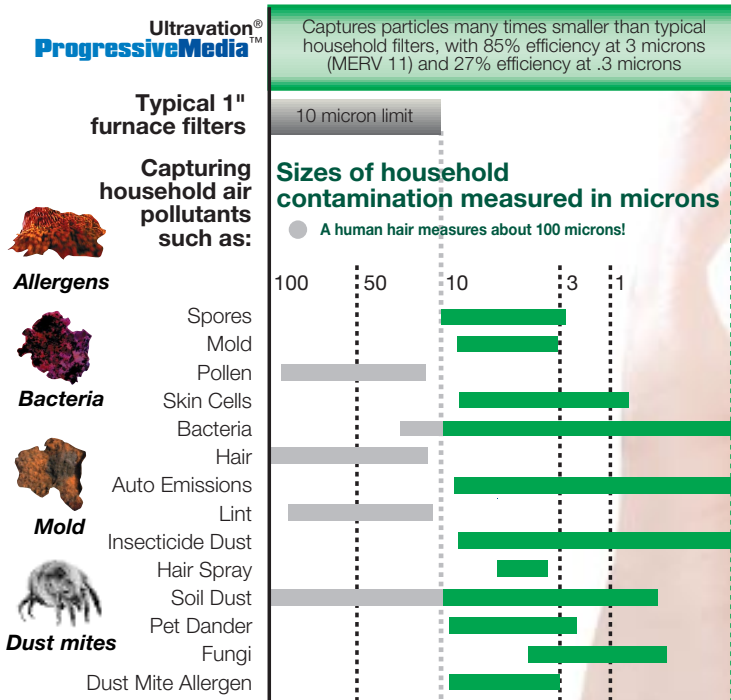 Ultravation®
ProgressiveMedia™
Captures particles many times smaller than typical
household filters, with 85% efficiency at 3 microns
(MERV 11) and 27% efficiency at .3 microns
Typical 1"
furnace filters
10 micron limit
Capturing
household air
pollutants
such as:
Sizes of household
contamination measured in microns
A human hair measures about 100 microns!
Allergens
Bacteria
Mold
Dust mites
100
50
10
3
1
Spores
Mold
Pollen
Skin Cells
Bacteria
Hair
Auto Emissions
Lint
Insecticide Dust
Hair Spray
Soil Dust
Pet Dander
Fungi
Dust Mite Allergen